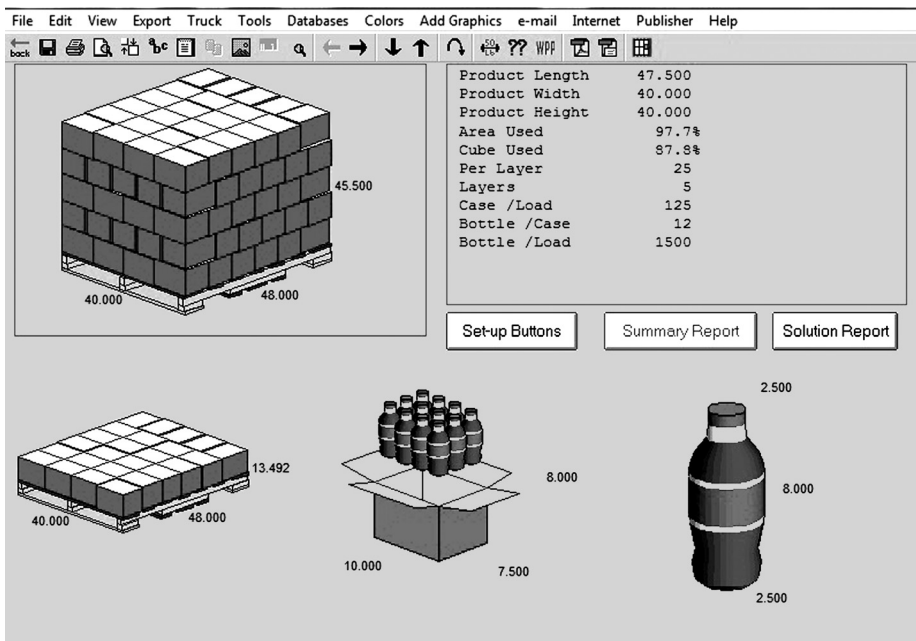 File Edit View Export Truck Tools Databases Colors Add Graphics e-mail Internet Publisher Help
back abc ?? WPP
Product Length 47.500
Product Width 40.000
Product Height 40.000
Area Used 97.7%
Cube Used 87.8%
Per Layer 25
Layers 5
Case /Load 125
Bottle /Case 12
Bottle /Load 1500
45.500
40.000
48.000
Set-up Buttons Summary Report Solution Report
13.492
40.000
48.000
8.000
10.000
7.500
2.500
8.000
2.500